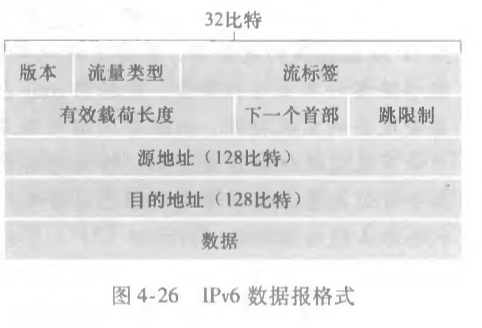 32比特
版本 流量类型 流标签
有效载荷长度 下一个首部 跳限制
源地址（128比特）
目的地址（128比特）
数据
图 4-26 IPv6 数据报格式